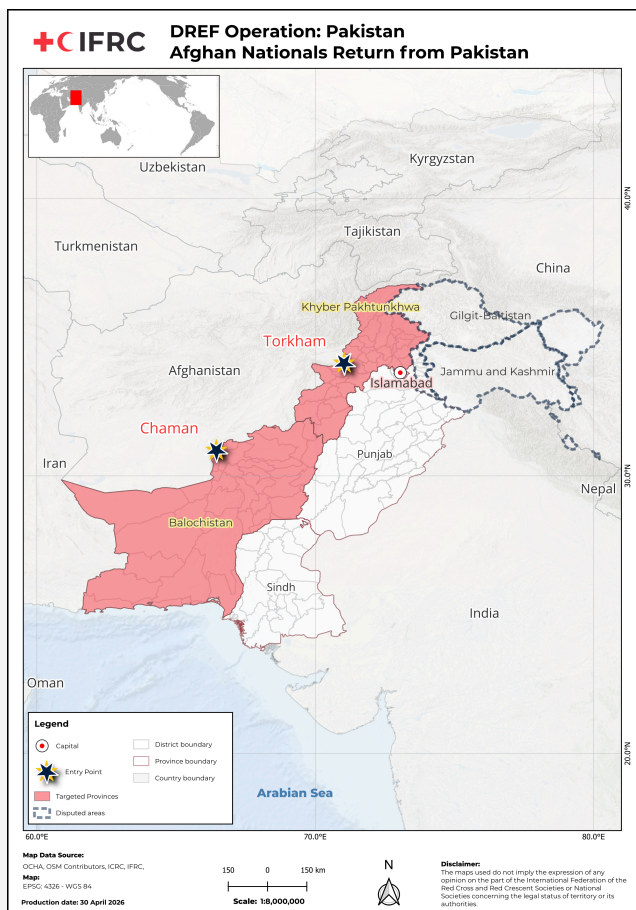 IFRC
DREF Operation: Pakistan
Afghan Nationals Return from Pakistan
Uzbekistan
Kyrgyzstan
40.0°N
Tajikistan
Turkmenistan
China
Khyber Pakhtunkhwa
Gilgit-Baltistan
Torkham
Afghanistan
Jammu and Kashmir
Islamabad
Chaman
Punjab
Iran
30.0°N
Nepal
Balochistan
Sindh
India
Oman
Legend
Capital
Entry Point
Targeted Provinces
Disputed areas
District boundary
Province boundary
Country boundary
20.0°N
Arabian Sea
60.0°E
70.0°E
80.0°E
Map Data Source:
OCHA, OSM Contributors, ICRC, IFRC,
Map:
EPSG: 4326 - WGS 84
Production date: 30 April 2026
150 0 150 km
Scale: 1:8,000,000
N
Disclaimer:
The maps used do not imply the expression of any
opinion on the part of the International Federation of the
Red Cross and Red Crescent Societies or National
Societies concerning the legal status of territory or its
authorities.